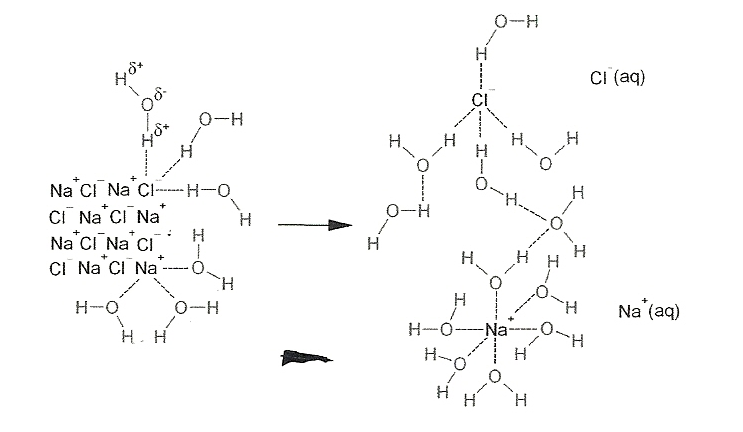 H^δ+
O^δ-
H^δ+
O–H
H
Na⁺Cl⁻Na⁺Cl⁻ H–O
H
Cl⁻Na⁺Cl⁻Na⁺
Na⁺Cl⁻Na⁺Cl⁻
H
Cl⁻Na⁺Cl⁻Na⁺ O
H
H–O O–H
H H
O–H
H
Cl⁻
Cl⁻(aq)
H H H H
H
O O
O
H H
O–H O
H H
H H
O O
H
Na⁺(aq)
H
H–O Na⁺ O–H
H O H
H O
H H